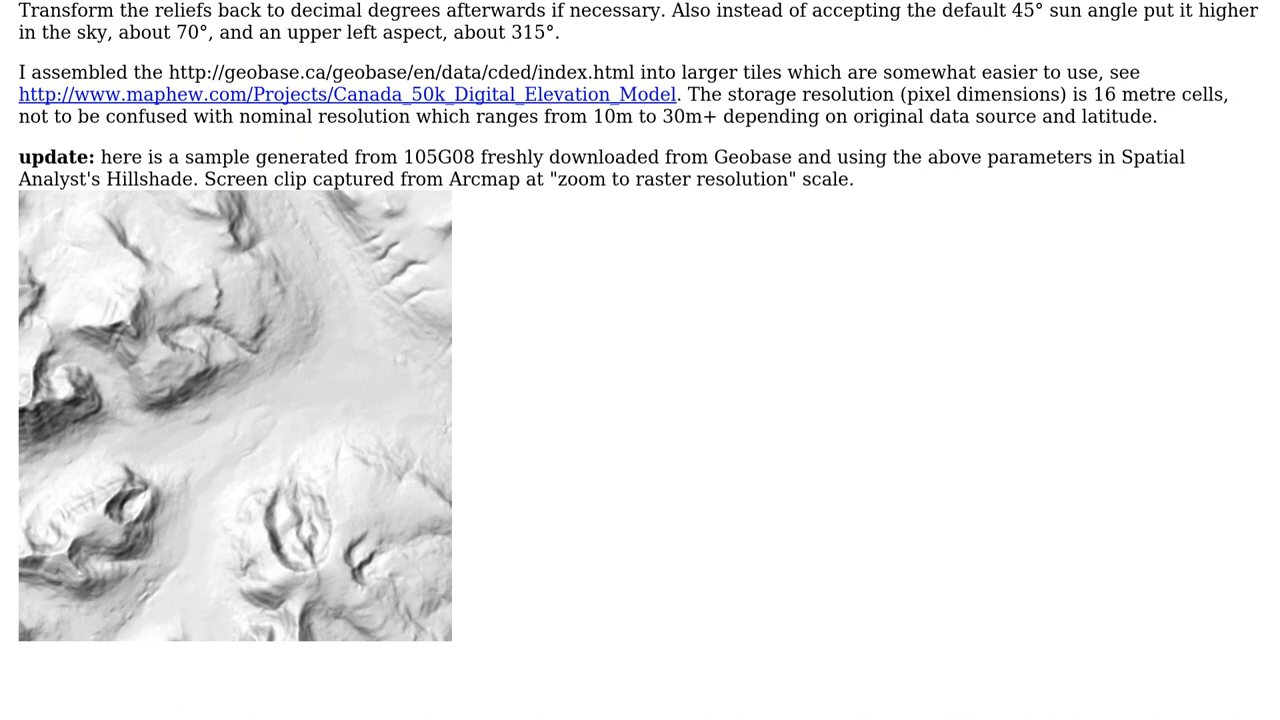 Transform the reliefs back to decimal degrees afterwards if necessary. Also instead of accepting the default 45° sun angle put it higher
in the sky, about 70°, and an upper left aspect, about 315°.
I assembled the http://geobase.ca/geobase/en/data/cded/index.html into larger tiles which are somewhat easier to use, see
http://www.maphew.com/Projects/Canada_50k_Digital_Elevation_Model. The storage resolution (pixel dimensions) is 16 metre cells,
not to be confused with nominal resolution which ranges from 10m to 30m+ depending on original data source and latitude.
update: here is a sample generated from 105G08 freshly downloaded from Geobase and using the above parameters in Spatial
Analyst's Hillshade. Screen clip captured from Arcmap at "zoom to raster resolution" scale.